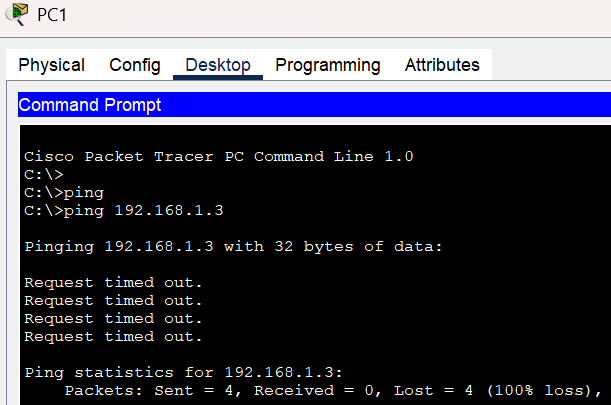 PC1
Physical Config Desktop Programming Attributes
Command Prompt
Cisco Packet Tracer PC Command Line 1.0
C:\>
C:\>ping
C:\>ping 192.168.1.3
Pinging 192.168.1.3 with 32 bytes of data:
Request timed out.
Request timed out.
Request timed out.
Request timed out.
Ping statistics for 192.168.1.3:
Packets: Sent = 4, Received = 0, Lost = 4 (100% loss),